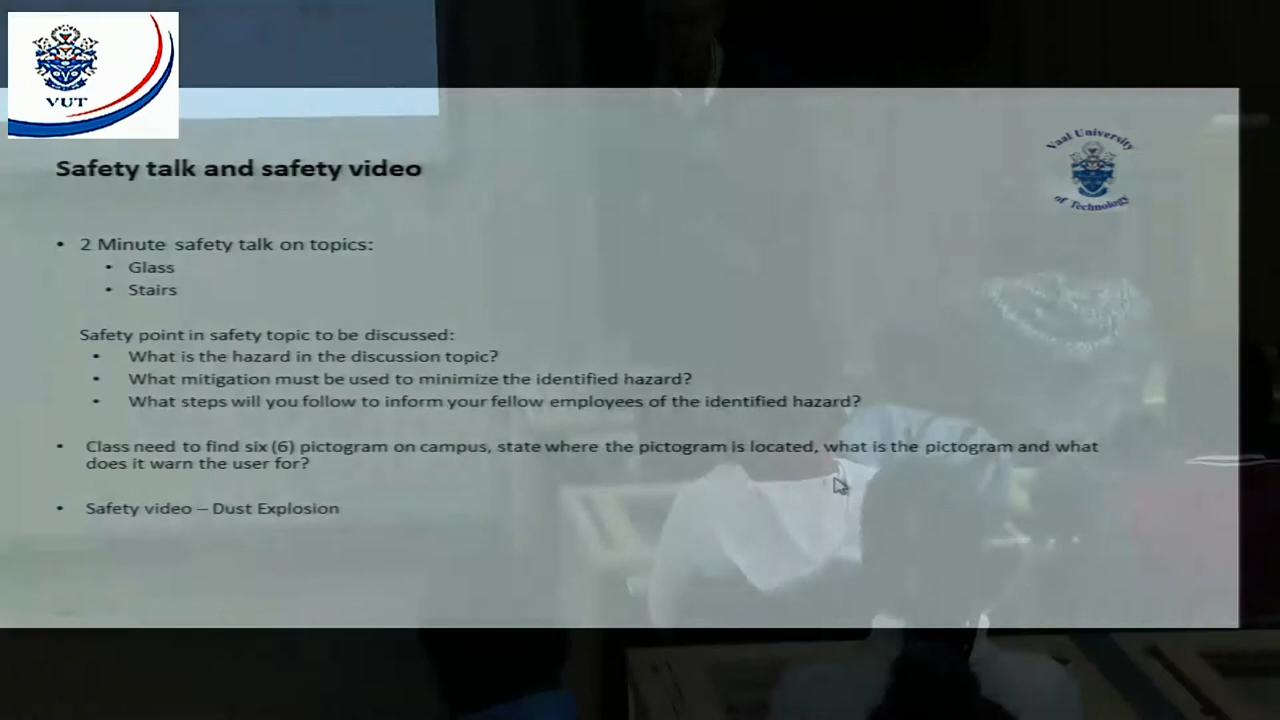 VUT
Vaal University
of Technology
Safety talk and safety video
• 2 Minute safety talk on topics:
• Glass
• Stairs
Safety point in safety topic to be discussed:
• What is the hazard in the discussion topic?
• What mitigation must be used to minimize the identified hazard?
• What steps will you follow to inform your fellow employees of the identified hazard?
• Class need to find six (6) pictogram on campus, state where the pictogram is located, what is the pictogram and what
does it warn the user for?
• Safety video – Dust Explosion